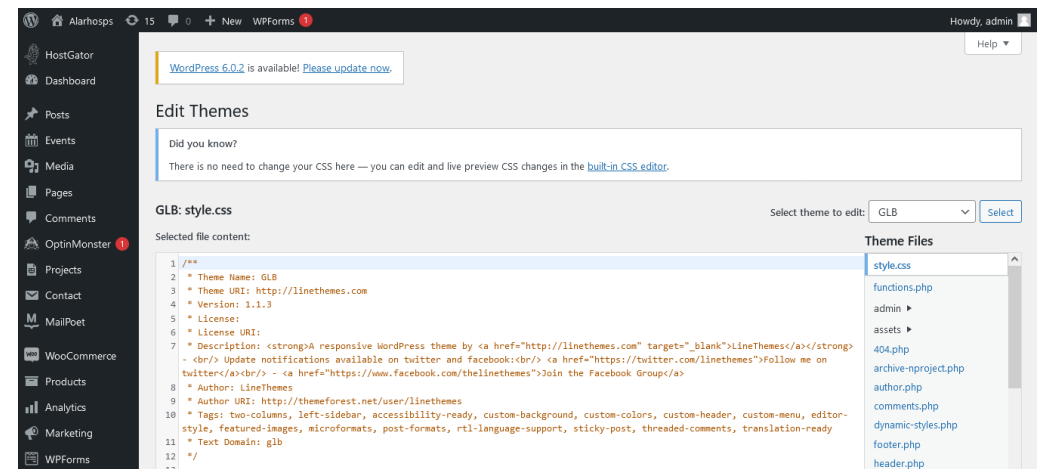 Alarhosps 15 0 + New WPForms 1 Howdy, admin
Help ▼
HostGator
Dashboard
Posts
Events
Media
Pages
Comments
OptinMonster 1
Projects
Contact
MailPoet
WooCommerce
Products
Analytics
Marketing
WPForms
WordPress 6.0.2 is available! Please update now.
Edit Themes
Did you know?
There is no need to change your CSS here — you can edit and live preview CSS changes in the built-in CSS editor.
GLB: style.css
Select theme to edit: GLB Select
Selected file content:
1 /**
2 * Theme Name: GLB
3 * Theme URI: http://linethemes.com
4 * Version: 1.1.3
5 * License:
6 * License URI:
7 * Description: <strong>A responsive WordPress theme by <a href="http://linethemes.com" target="_blank">LineThemes</a></strong>
- <br/> Update notifications available on twitter and facebook:<br/> <a href="https://twitter.com/linethemes">Follow me on
twitter</a><br/> - <a href="https://www.facebook.com/thelinethemes">Join the Facebook Group</a>
8 * Author: LineThemes
9 * Author URI: http://themeforest.net/user/linethemes
10 * Tags: two-columns, left-sidebar, accessibility-ready, custom-background, custom-colors, custom-header, custom-menu, editor-
style, featured-images, microformats, post-formats, rtl-language-support, sticky-post, threaded-comments, translation-ready
11 * Text Domain: glb
12 */
Theme Files
style.css
functions.php
admin ▸
assets ▸
404.php
archive-nproject.php
author.php
comments.php
dynamic-styles.php
footer.php
header.php